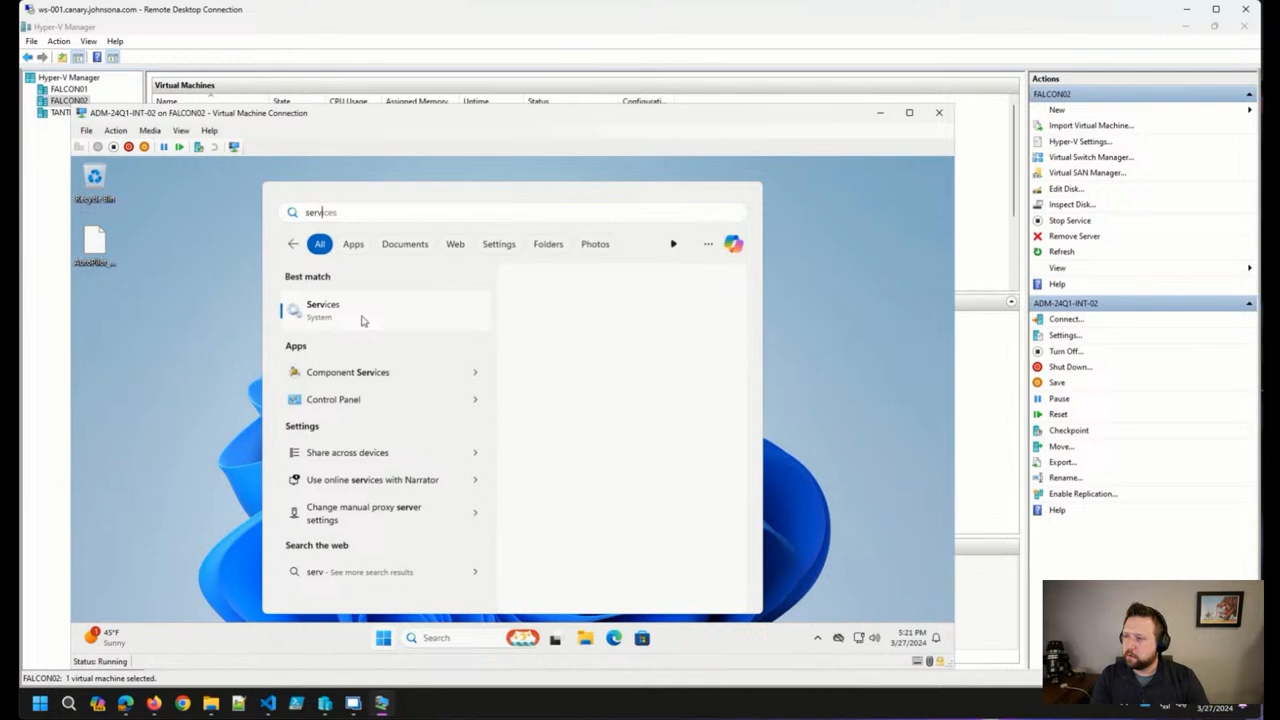 ws-001.canary.johnsona.com - Remote Desktop Connection
Hyper-V Manager
File Action View Help
Hyper-V Manager
FALCON01
FALCON02
Virtual Machines
Name State CPU Usage Assigned Memory Uptime Status
ADM-24Q1-INT-02 on FALCON02 - Virtual Machine Connection
File Action Media View Help
Recycle Bin
AutoPilot_...
services
All Apps Documents Web Settings Folders Photos
Best match
Services
System
Apps
Component Services
Control Panel
Settings
Share across devices
Use online services with Narrator
Change manual proxy server
settings
Search the web
serv - See more search results
45°F
Sunny
1
Search
5:21 PM
3/27/2024
Status: Running
FALCON02: 1 virtual machine selected.
Actions
FALCON02
New
Import Virtual Machine...
Hyper-V Settings...
Virtual Switch Manager...
Virtual SAN Manager...
Edit Disk...
Inspect Disk...
Stop Service
Remove Server
Refresh
View
Help
ADM-24Q1-INT-02
Connect...
Settings...
Turn Off...
Shut Down...
Save
Pause
Reset
Checkpoint
Move...
Export...
Rename...
Enable Replication...
Help
3/27/2024